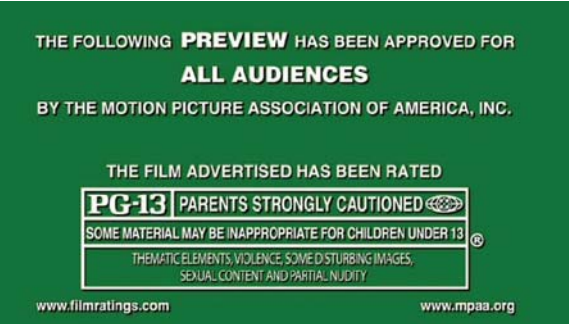 THE FOLLOWING PREVIEW HAS BEEN APPROVED FOR
ALL AUDIENCES
BY THE MOTION PICTURE ASSOCIATION OF AMERICA, INC.
THE FILM ADVERTISED HAS BEEN RATED
PG-13 PARENTS STRONGLY CAUTIONED
SOME MATERIAL MAY BE INAPPROPRIATE FOR CHILDREN UNDER 13
®
THEMATIC ELEMENTS, VIOLENCE, SOME DISTURBING IMAGES,
SEXUAL CONTENT AND PARTIAL NUDITY
www.filmratings.com www.mpaa.org